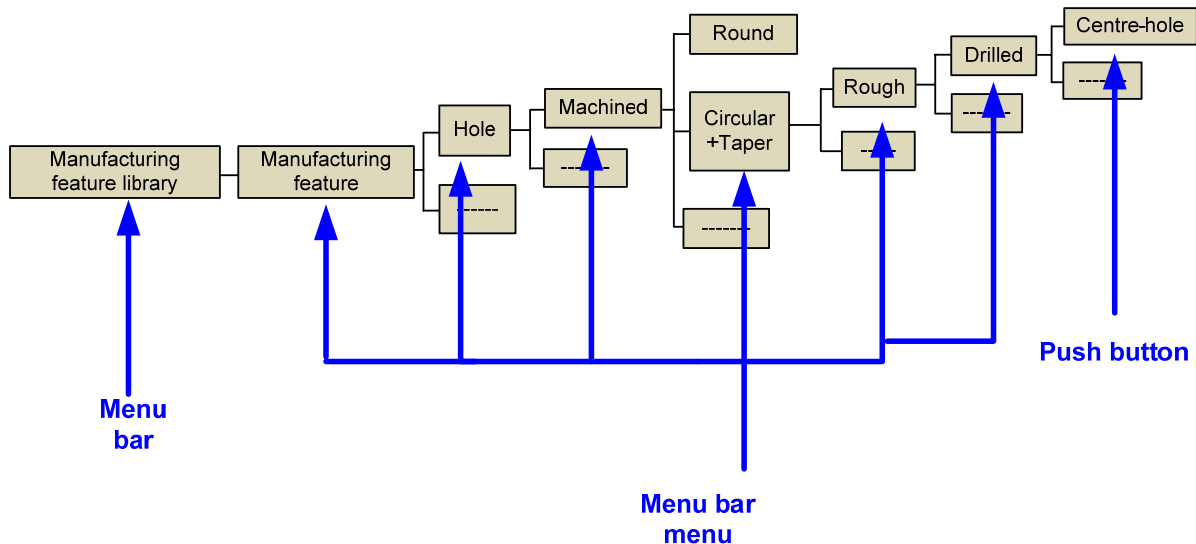 Manufacturing
feature library
Manufacturing
feature
Hole
------
Machined
-------
Round
Circular
+Taper
-------
Rough
-----
Drilled
-------
Centre-hole
-------
Menu
bar
Menu bar
menu
Push button